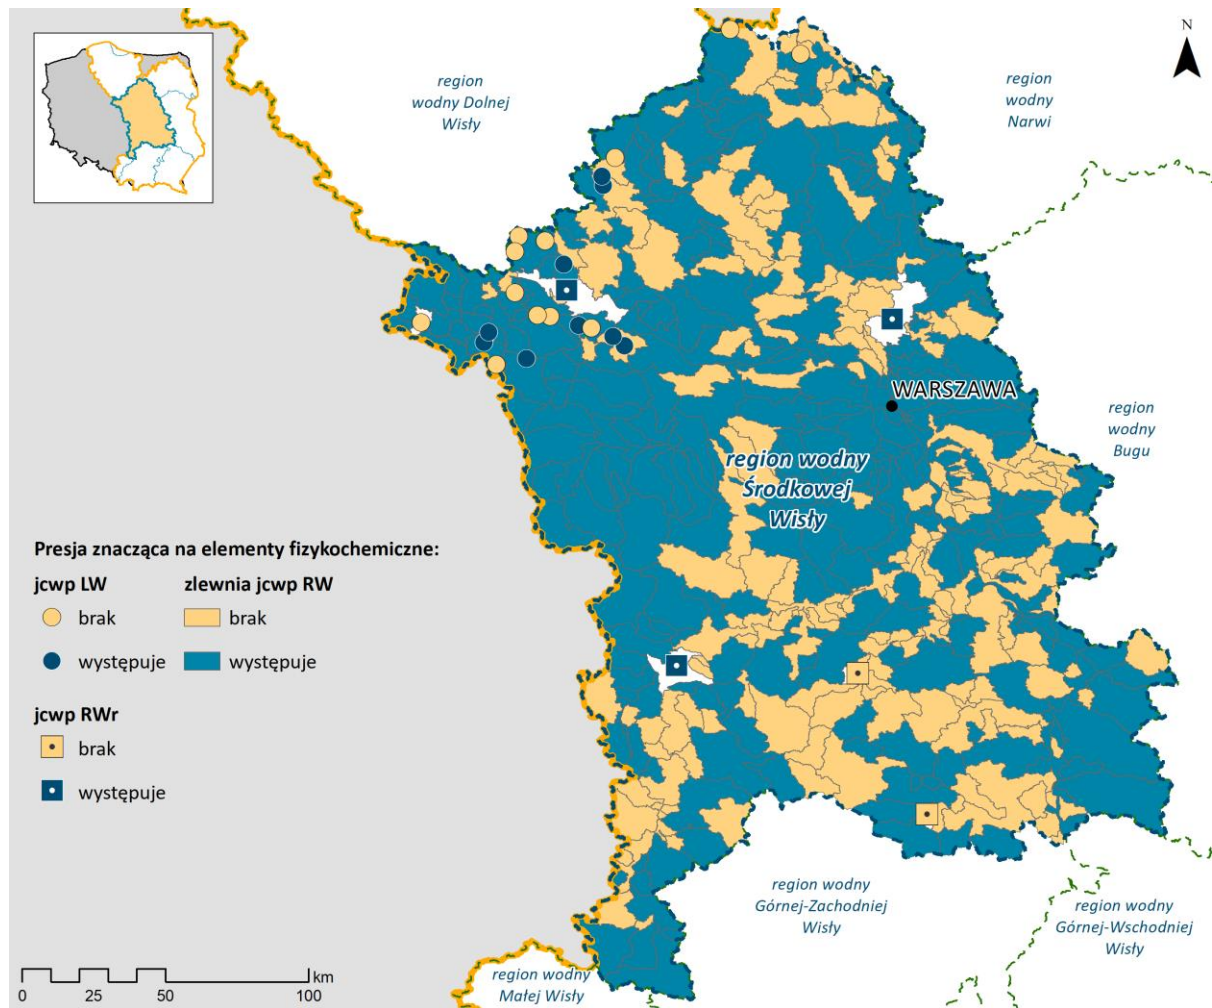 N
region
wodny Dolnej
Wisły
region
wodny
Narwi
WARSZAWA
region
wodny
Bugu
region wodny
Środkowej
Wisły
Presja znacząca na elementy fizykochemiczne:
jcwp LW
zlewnia jcwp RW
brak
brak
występuje
występuje
jcwp RWr
brak
występuje
region wodny
Górnej-Zachodniej
Wisły
region wodny
Górnej-Wschodniej
Wisły
region wodny
Małej Wisły
km
0 25 50 100